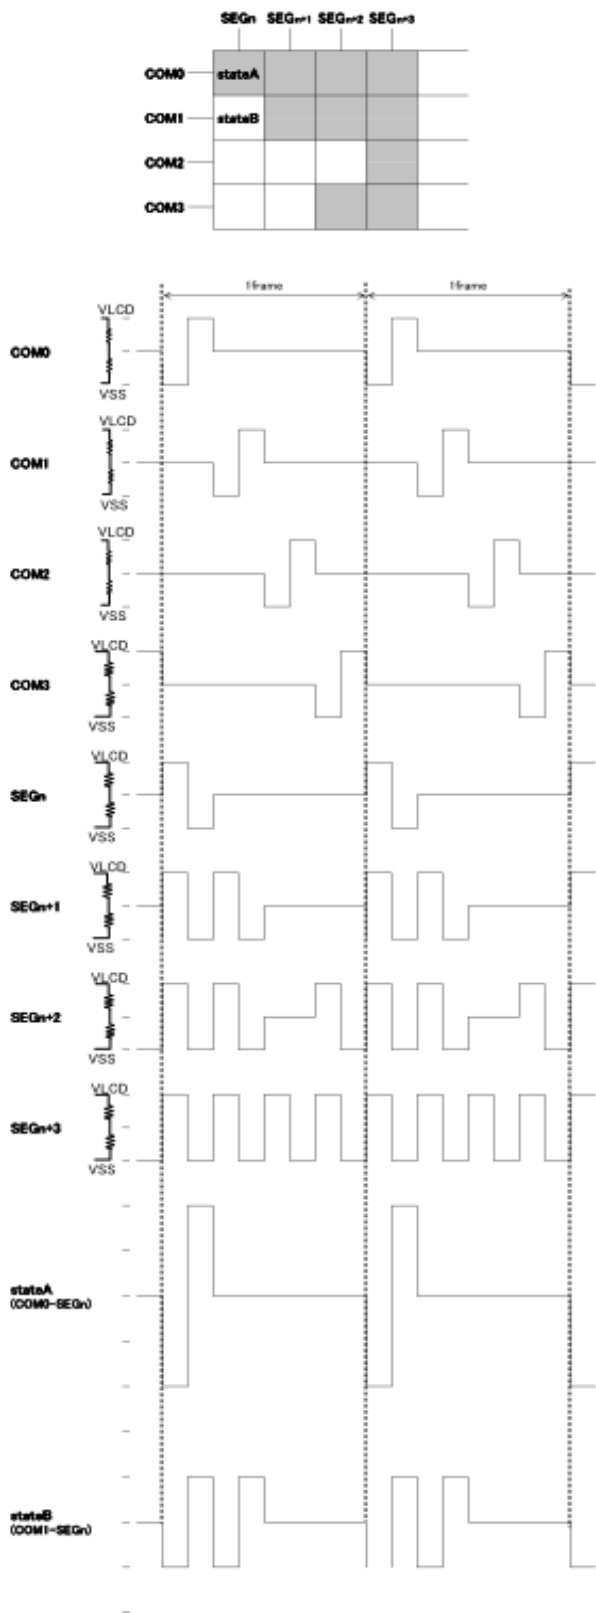 SEGn SEGn+1 SEGn+2 SEGn+3
COM0 stateA
COM1 stateB
COM2
COM3
1frame 1frame
VLCD
COM0
VSS
VLCD
COM1
VSS
VLCD
COM2
VSS
VLCD
COM3
VSS
VLCD
SEGn
VSS
VLCD
SEGn+1
VSS
VLCD
SEGn+2
VSS
VLCD
SEGn+3
VSS
stateA
(COM0-SEGn)
stateB
(COM1-SEGn)